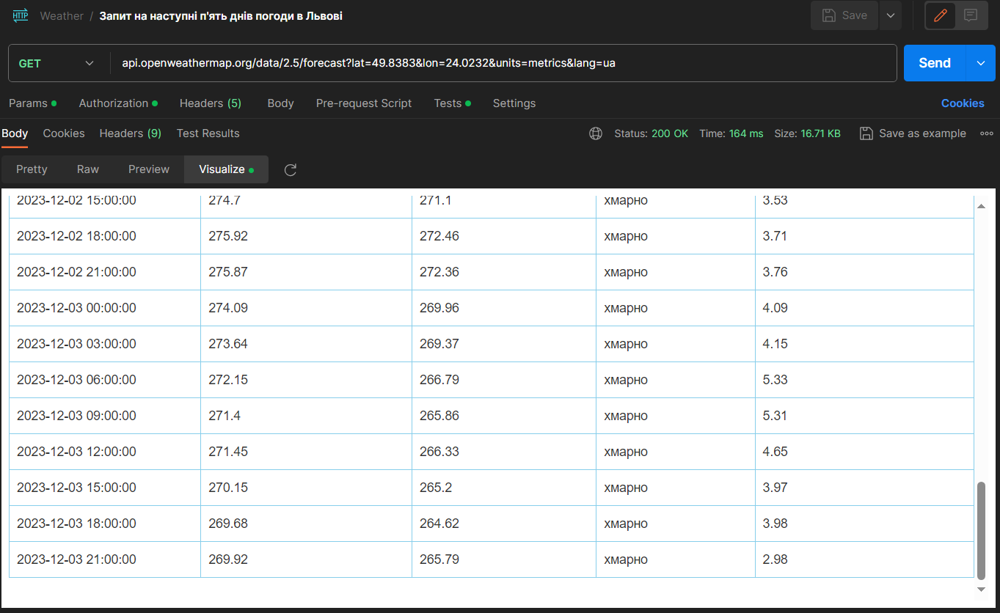 HTTP Weather / Запит на наступні п'ять днів погоди в Львові Save
GET api.openweathermap.org/data/2.5/forecast?lat=49.8383&lon=24.0232&units=metrics&lang=ua Send
Params Authorization Headers (5) Body Pre-request Script Tests Settings Cookies
Body Cookies Headers (9) Test Results Status: 200 OK Time: 164 ms Size: 16.71 KB Save as example
Pretty Raw Preview Visualize
2023-12-02 15:00:00 274.7 271.1 хмарно 3.53
2023-12-02 18:00:00 275.92 272.46 хмарно 3.71
2023-12-02 21:00:00 275.87 272.36 хмарно 3.76
2023-12-03 00:00:00 274.09 269.96 хмарно 4.09
2023-12-03 03:00:00 273.64 269.37 хмарно 4.15
2023-12-03 06:00:00 272.15 266.79 хмарно 5.33
2023-12-03 09:00:00 271.4 265.86 хмарно 5.31
2023-12-03 12:00:00 271.45 266.33 хмарно 4.65
2023-12-03 15:00:00 270.15 265.2 хмарно 3.97
2023-12-03 18:00:00 269.68 264.62 хмарно 3.98
2023-12-03 21:00:00 269.92 265.79 хмарно 2.98